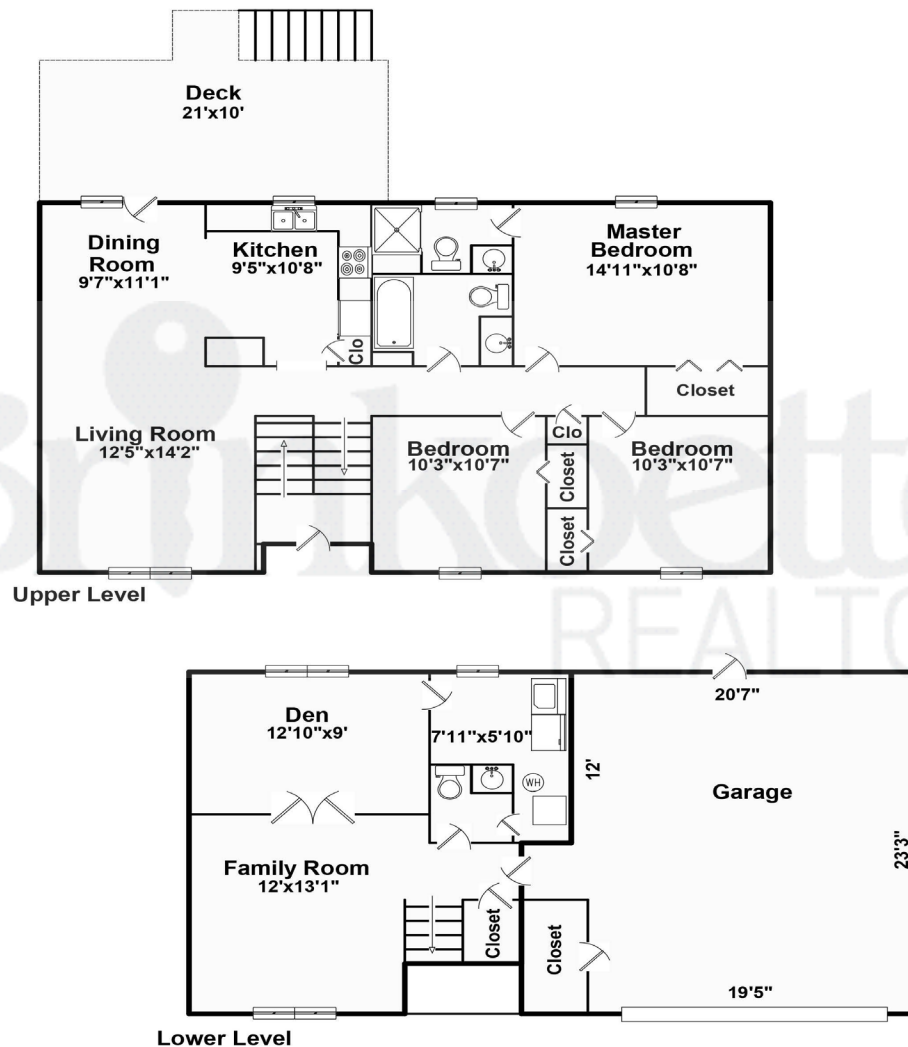 Deck
21'x10'
Dining
Room
9'7"x11'1"
Kitchen
9'5"x10'8"
Master
Bedroom
14'11"x10'8"
Clo
Closet
Living Room
12'5"x14'2"
Bedroom
10'3"x10'7"
Clo
Closet
Closet
Bedroom
10'3"x10'7"
Brinkoette
REALTO
Upper Level
Den
12'10"x9'
7'11"x5'10"
WH
12'
20'7"
Garage
23'3"
Family Room
12'x13'1"
Closet
Closet
19'5"
Lower Level